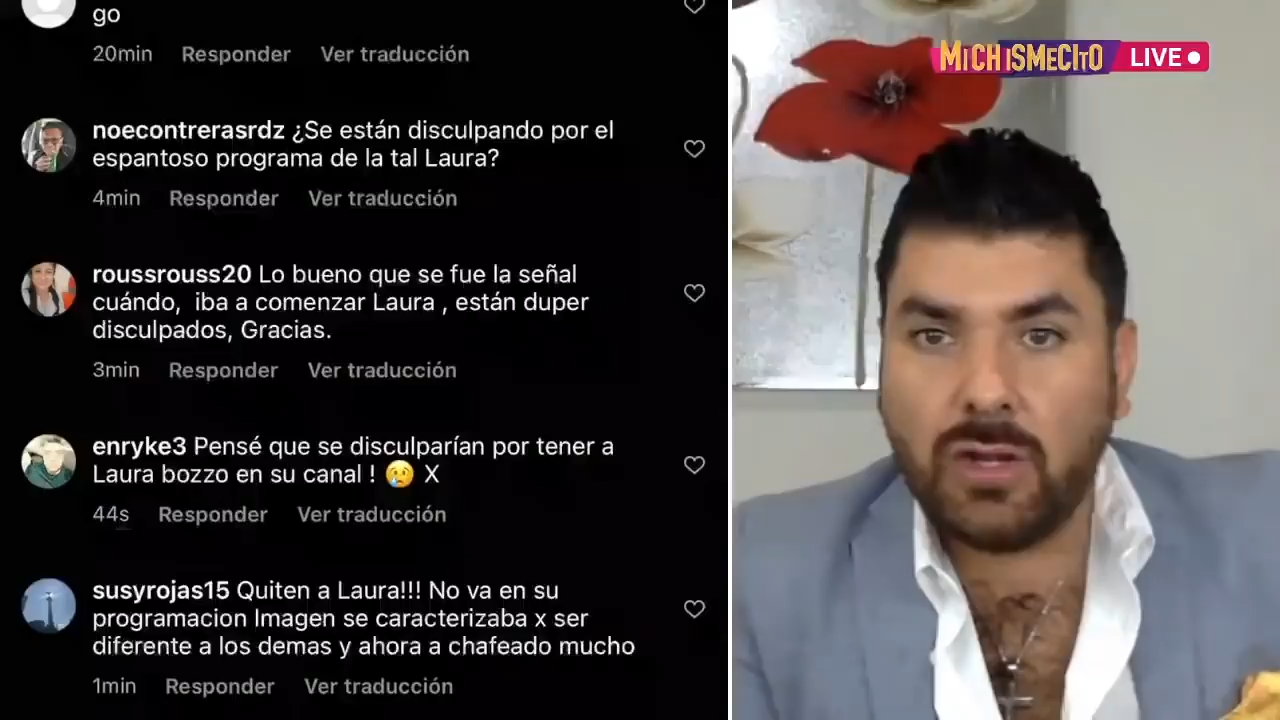 go
20min Responder Ver traducción
noecontrerasrdz ¿Se están disculpando por el
espantoso programa de la tal Laura?
4min Responder Ver traducción
roussrouss20 Lo bueno que se fue la señal
cuándo, iba a comenzar Laura , están duper
disculpados, Gracias.
3min Responder Ver traducción
enryke3 Pensé que se disculparían por tener a
Laura bozzo en su canal ! 😢 X
44s Responder Ver traducción
susyrojas15 Quiten a Laura!!! No va en su
programacion Imagen se caracterizaba x ser
diferente a los demas y ahora a chafeado mucho
1min Responder Ver traducción
MICHISMECITO LIVE